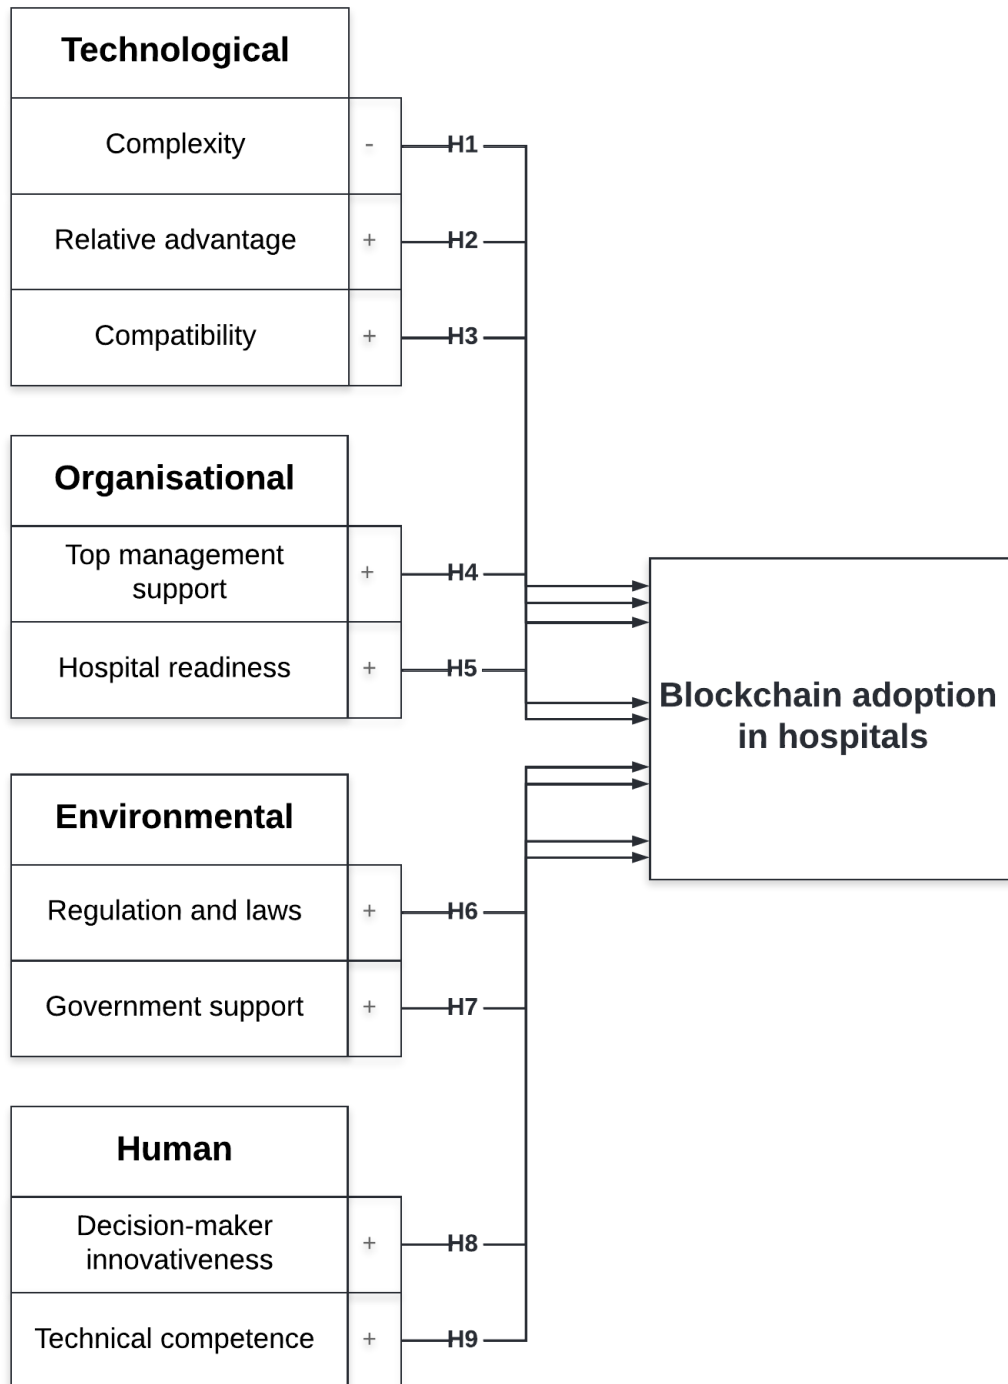 Technological
Complexity
-
H1
Relative advantage
+
H2
Compatibility
+
H3
Organisational
Top management
support
+
H4
Hospital readiness
+
H5
Blockchain adoption
in hospitals
Environmental
Regulation and laws
+
H6
Government support
+
H7
Human
Decision-maker
innovativeness
+
H8
Technical competence
+
H9